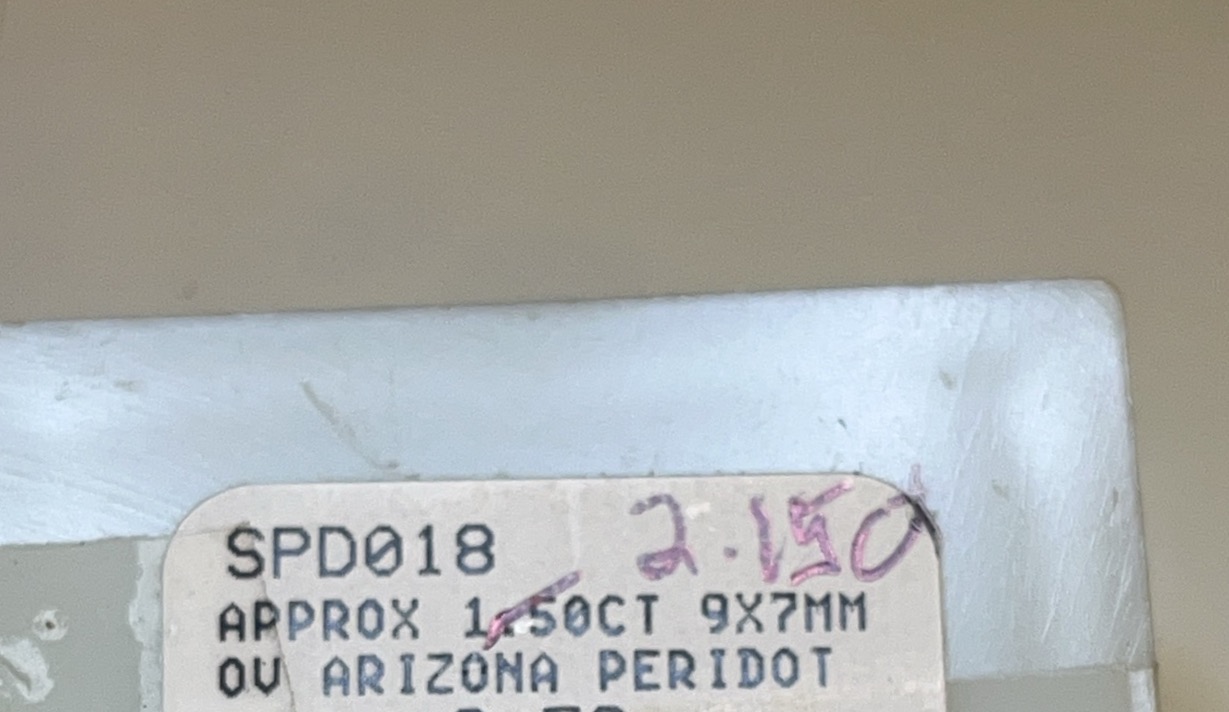 SPD018 2.150
APPROX 1.50CT 9X7MM
OV ARIZONA PERIDOT